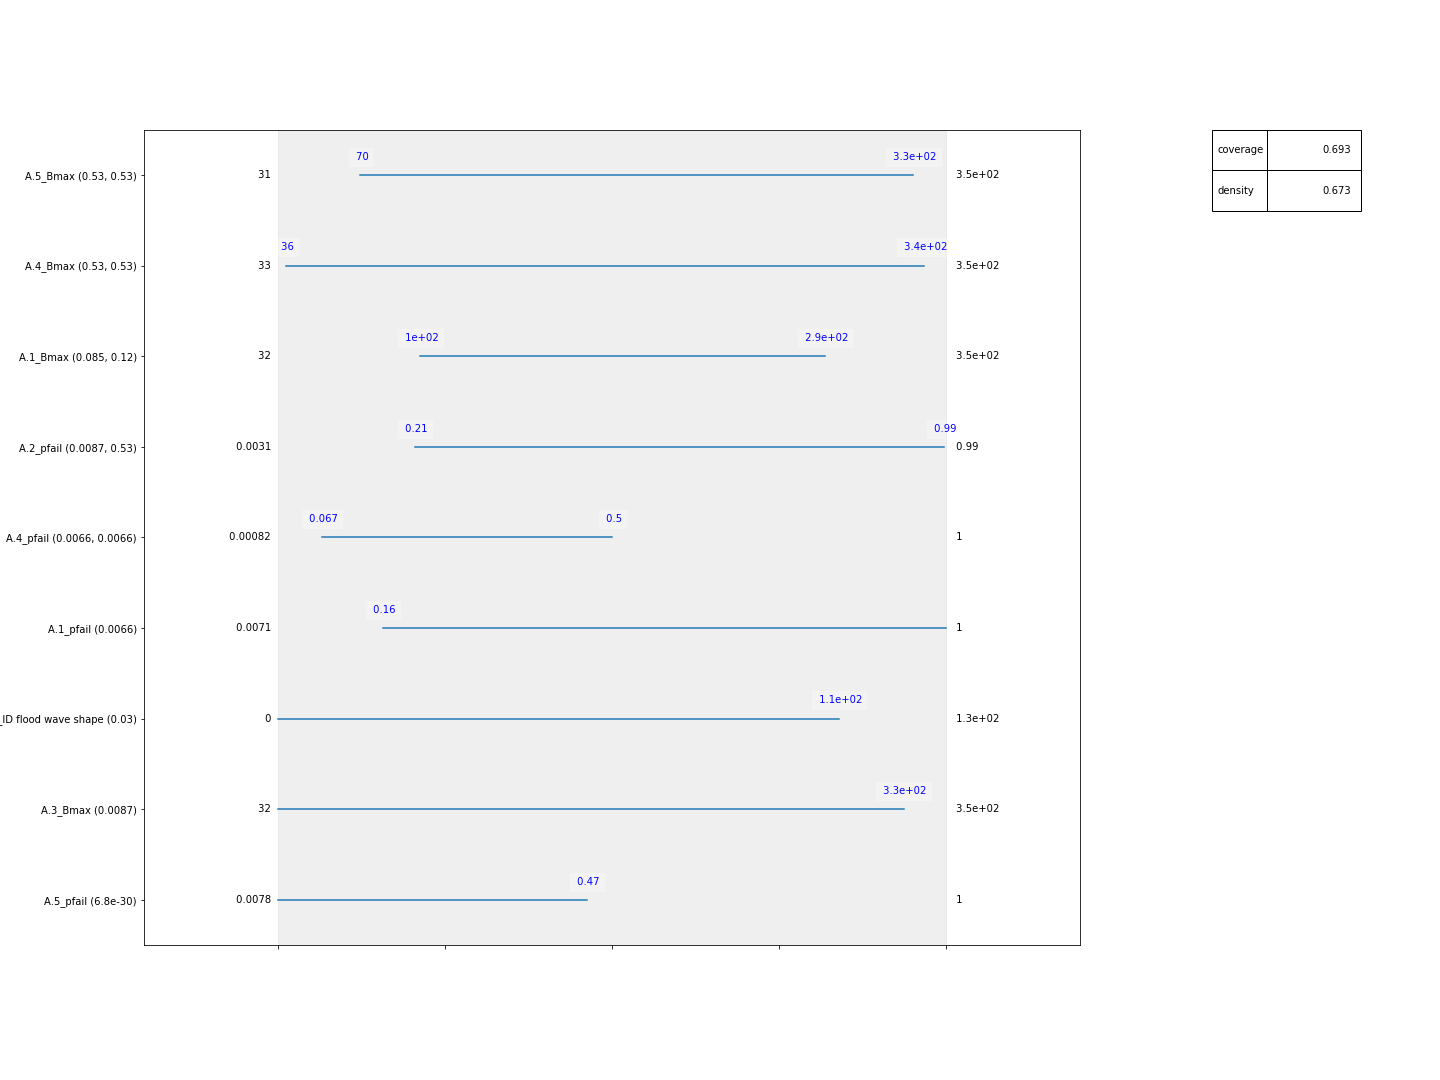 coverage 0.693
density 0.673
70 3.3e+02
A.5_Bmax (0.53, 0.53) 31 3.5e+02
36 3.4e+02
A.4_Bmax (0.53, 0.53) 33 3.5e+02
1e+02 2.9e+02
A.1_Bmax (0.085, 0.12) 32 3.5e+02
0.21 0.99
A.2_pfail (0.0087, 0.53) 0.0031 0.99
0.067 0.5
A.4_pfail (0.0066, 0.0066) 0.00082 1
0.16
A.1_pfail (0.0066) 0.0071 1
1.1e+02
_ID flood wave shape (0.03) 0 1.3e+02
3.3e+02
A.3_Bmax (0.0087) 32 3.5e+02
0.47
A.5_pfail (6.8e-30) 0.0078 1